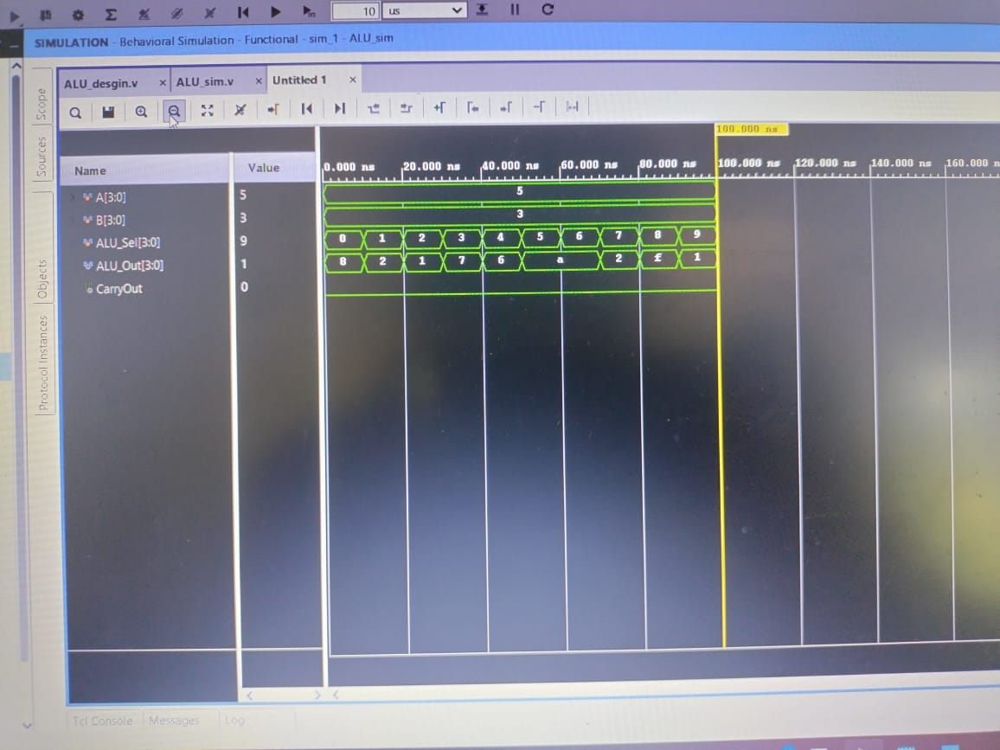 10 us
SIMULATION - Behavioral Simulation - Functional - sim_1 - ALU_sim
ALU_desgin.v × ALU_sim.v × Untitled 1 ×
Scope
Sources
Objects
Protocol Instances
100.000 ns
Name Value 0.000 ns 20.000 ns 40.000 ns 60.000 ns 80.000 ns 100.000 ns 120.000 ns 140.000 ns 160.000 n
A[3:0] 5 5
B[3:0] 3 3
ALU_Sel[3:0] 9 0 1 2 3 4 5 6 7 8 9
ALU_Out[3:0] 1 8 2 1 7 6 a 2 f 1
CarryOut 0
Tcl Console Messages Log